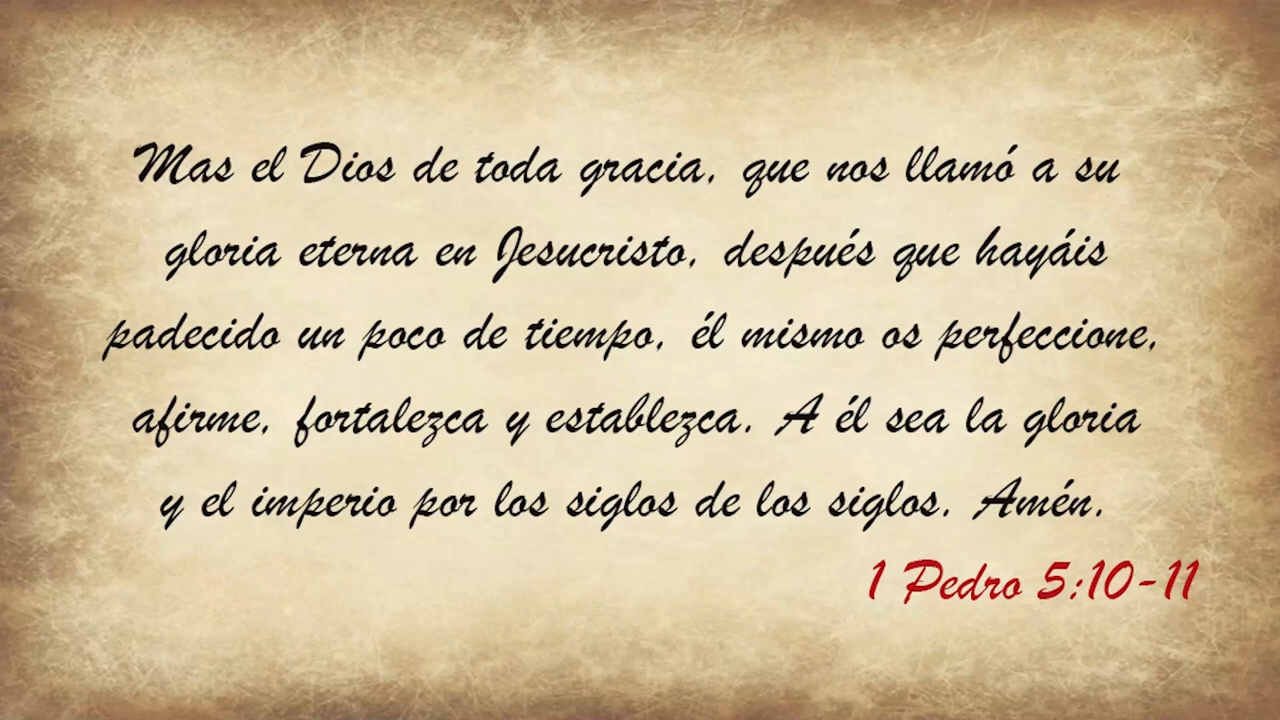 Mas el Dios de toda gracia, que nos llamó a su
gloria eterna en Jesucristo, después que hayáis
padecido un poco de tiempo, él mismo os perfeccione,
afirme, fortalezca y establezca. A él sea la gloria
y el imperio por los siglos de los siglos. Amén.
1 Pedro 5:10-11